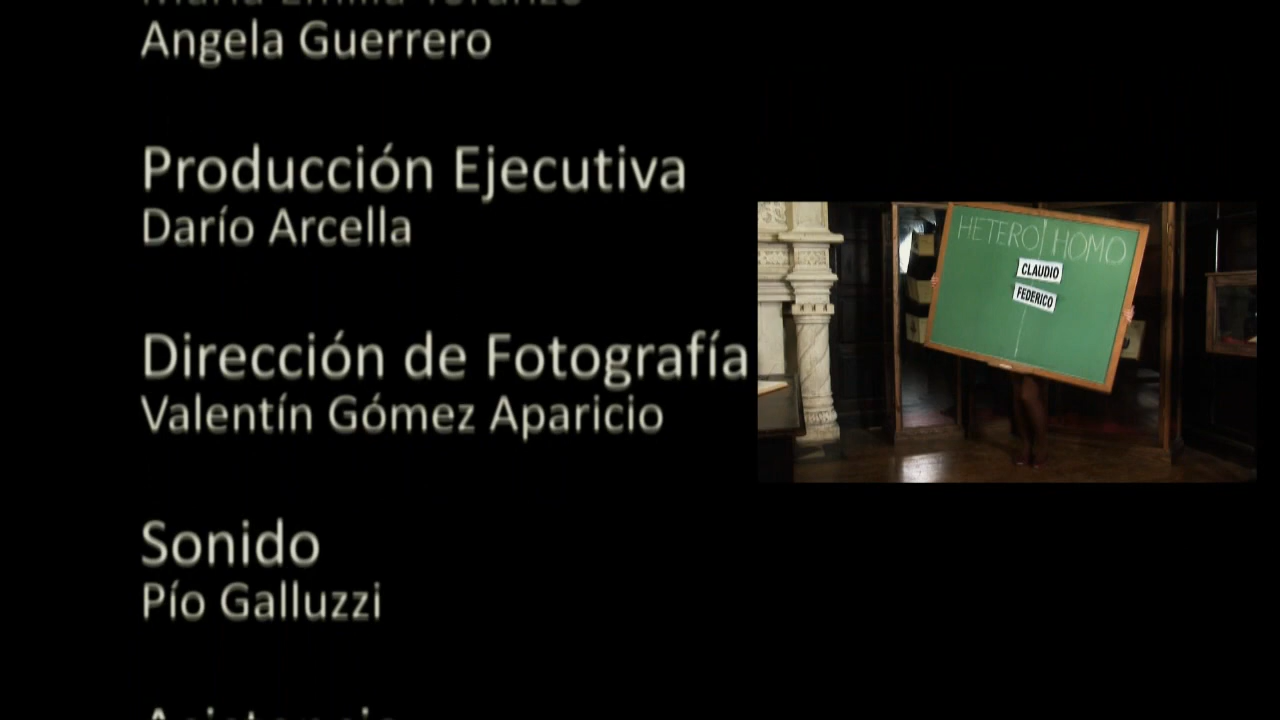 Angela Guerrero
Producción Ejecutiva
Darío Arcella
Dirección de Fotografía
Valentín Gómez Aparicio
Sonido
Pío Galluzzi
HETERO HOMO
CLAUDIO
FEDERICO